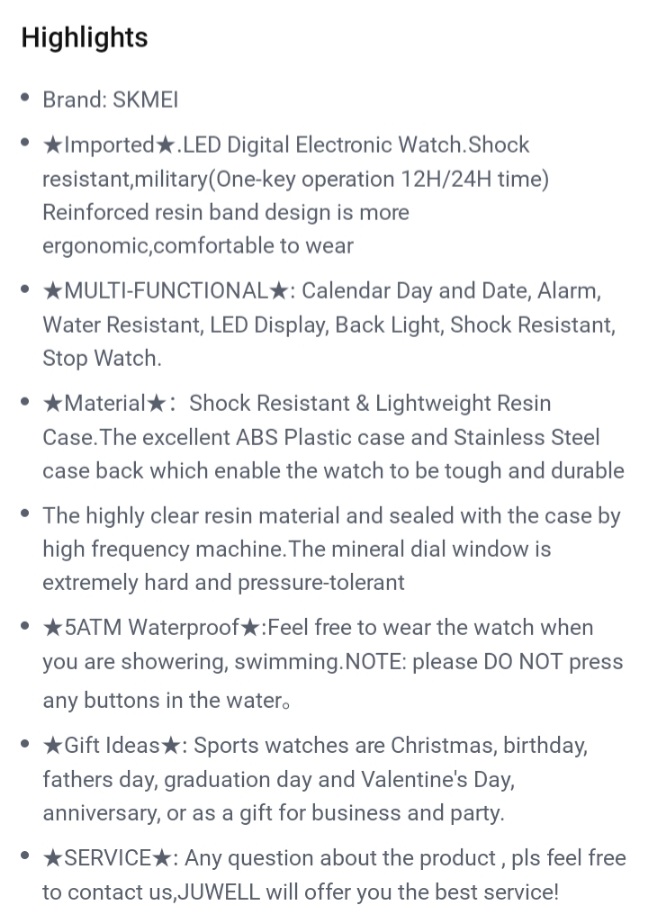 Highlights
• Brand: SKMEI
• ★Imported★.LED Digital Electronic Watch.Shock
resistant,military(One-key operation 12H/24H time)
Reinforced resin band design is more
ergonomic,comfortable to wear
• ★MULTI-FUNCTIONAL★: Calendar Day and Date, Alarm,
Water Resistant, LED Display, Back Light, Shock Resistant,
Stop Watch.
• ★Material★：Shock Resistant & Lightweight Resin
Case.The excellent ABS Plastic case and Stainless Steel
case back which enable the watch to be tough and durable
• The highly clear resin material and sealed with the case by
high frequency machine.The mineral dial window is
extremely hard and pressure-tolerant
• ★5ATM Waterproof★:Feel free to wear the watch when
you are showering, swimming.NOTE: please DO NOT press
any buttons in the water。
• ★Gift Ideas★: Sports watches are Christmas, birthday,
fathers day, graduation day and Valentine's Day,
anniversary, or as a gift for business and party.
• ★SERVICE★: Any question about the product , pls feel free
to contact us,JUWELL will offer you the best service!